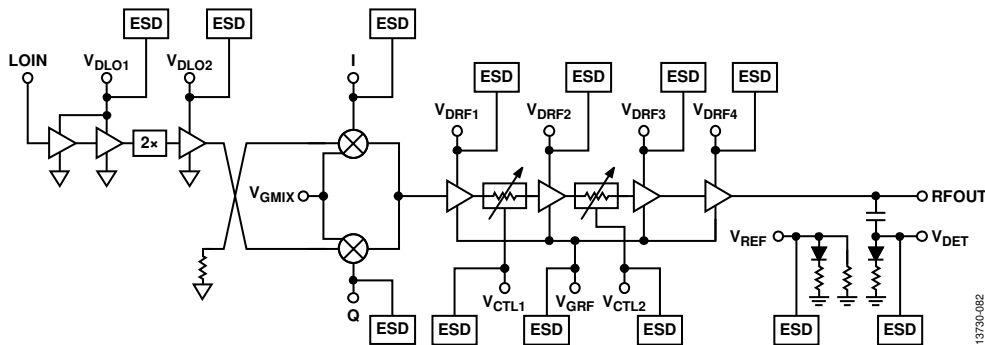 ESD
ESD
ESD
LOIN
VDLO1
VDLO2
I
ESD
ESD
ESD
ESD
VDRF1
VDRF2
VDRF3
VDRF4
2×
VGMIX
RFOUT
VREF
VDET
Q
ESD
ESD
VCTL1
ESD
VGRF
VCTL2
ESD
ESD
ESD
13730-082